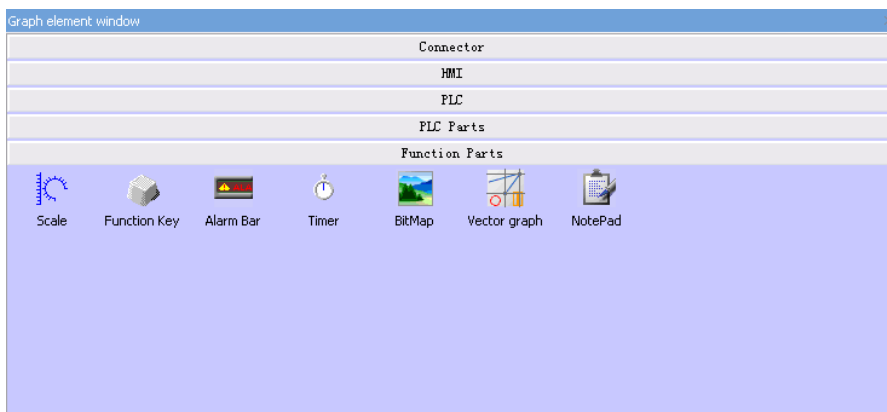 Graph element window
Connector
HMI
PLC
PLC Parts
Function Parts
Scale Function Key Alarm Bar Timer BitMap Vector graph NotePad